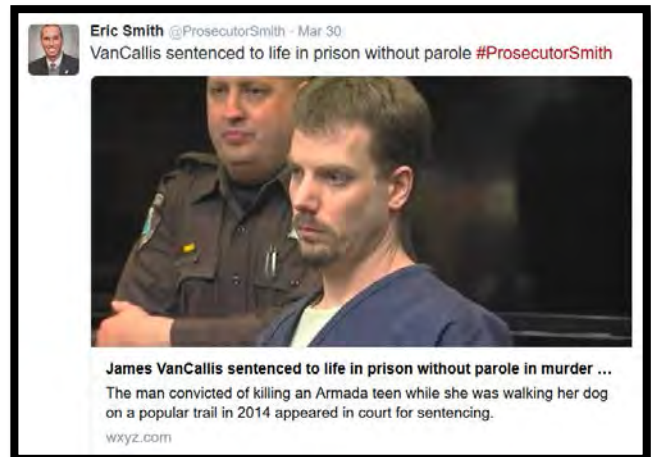 Eric Smith @ProsecutorSmith · Mar 30
VanCallis sentenced to life in prison without parole #ProsecutorSmith
James VanCallis sentenced to life in prison without parole in murder ...
The man convicted of killing an Armada teen while she was walking her dog
on a popular trail in 2014 appeared in court for sentencing.
wxyz.com